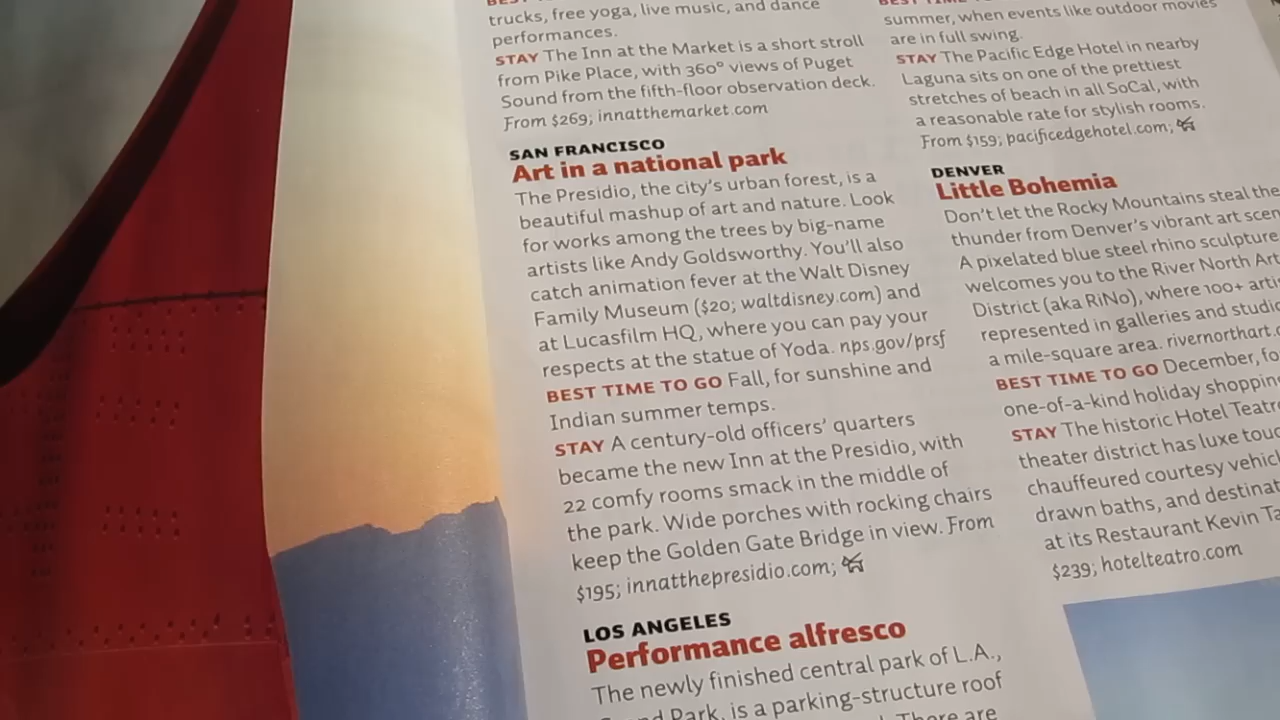 trucks, free yoga, live music, and dance
performances.
STAY The Inn at the Market is a short stroll
from Pike Place, with 360° views of Puget
Sound from the fifth-floor observation deck.
From $269; innatthemarket.com
SAN FRANCISCO
Art in a national park
The Presidio, the city's urban forest, is a
beautiful mashup of art and nature. Look
for works among the trees by big-name
artists like Andy Goldsworthy. You'll also
catch animation fever at the Walt Disney
Family Museum ($20; waltdisney.com) and
at Lucasfilm HQ, where you can pay your
respects at the statue of Yoda. nps.gov/prsf
BEST TIME TO GO Fall, for sunshine and
Indian summer temps.
STAY A century-old officers' quarters
became the new Inn at the Presidio, with
22 comfy rooms smack in the middle of
the park. Wide porches with rocking chairs
keep the Golden Gate Bridge in view. From
$195; innatthepresidio.com;
LOS ANGELES
Performance alfresco
The newly finished central park of L.A.,
Park, is a parking-structure roof
There are
summer, when events like outdoor movies
are in full swing.
STAY The Pacific Edge Hotel in nearby
Laguna sits on one of the prettiest
stretches of beach in all SoCal, with
a reasonable rate for stylish rooms.
From $159; pacificedgehotel.com;
DENVER
Little Bohemia
Don't let the Rocky Mountains steal the
thunder from Denver's vibrant art
A pixelated blue steel rhino sculpture
welcomes you to the River North
District (aka RiNo), where 100+
represented in galleries and
a mile-square area.
BEST TIME TO GO December,
one-of-a-kind holiday
STAY The historic Hotel
theater district has luxe
chauffeured courtesy
drawn baths, and
at its Restaurant Kevin
$239; hotelteatro.com